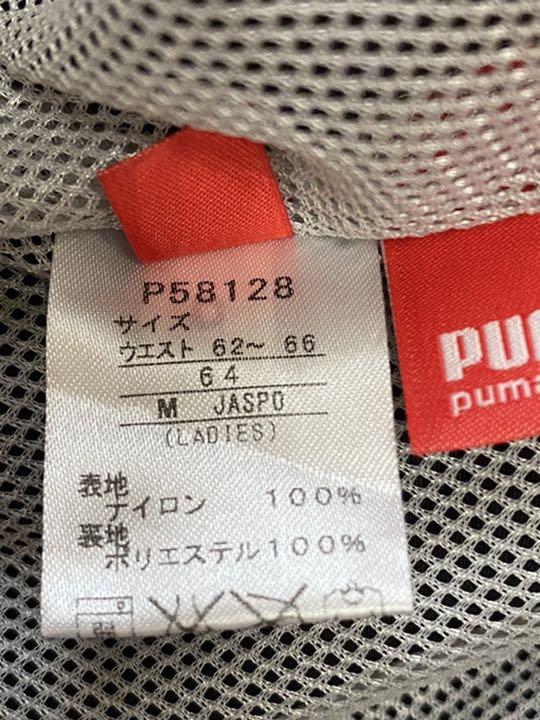 P58128
サイズ
ウエスト 62〜 66
64
M JASPO
(LADIES)
表地
ナイロン 100%
裏地
ポリエステル100%
PU
puma